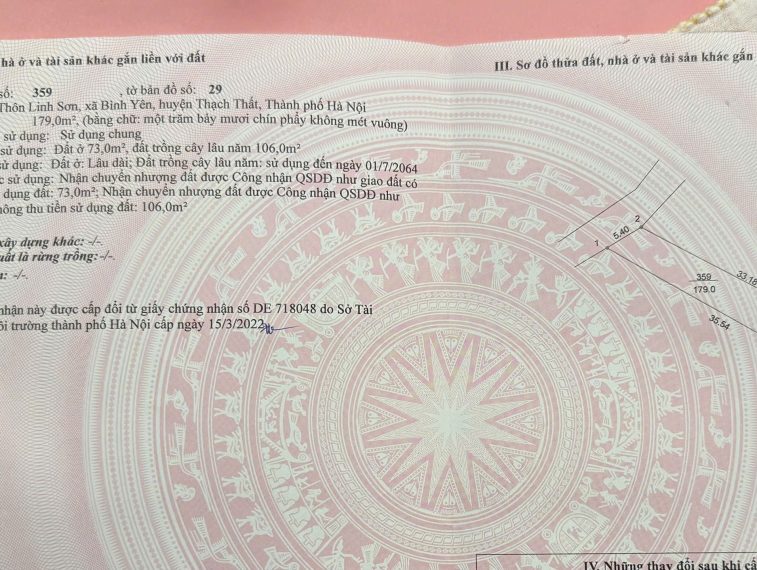 hà ở và tài sản khác gắn liền với đất
số: 359 , tờ bản đồ số: 29
Thôn Linh Sơn, xã Bình Yên, huyện Thạch Thất, Thành phố Hà Nội
179,0m², (bằng chữ: một trăm bảy mươi chín phẩy không mét vuông)
sử dụng: Sử dụng chung
sử dụng: Đất ở 73,0m², đất trồng cây lâu năm 106,0m²
sử dụng: Đất ở: Lâu dài; Đất trồng cây lâu năm: sử dụng đến ngày 01/7/2064
c sử dụng: Nhận chuyển nhượng đất được Công nhận QSDĐ như giao đất có
dụng đất: 73,0m²; Nhận chuyển nhượng đất được Công nhận QSDĐ như
hông thu tiền sử dụng đất: 106,0m²
xây dựng khác: -/-.
uất là rừng trồng: -/-.
: -/-.
nhận này được cấp đổi từ giấy chứng nhận số DE 718048 do Sở Tài
ôi trường thành phố Hà Nội cấp ngày 15/3/2022
III. Sơ đồ thửa đất, nhà ở và tài sản khác gắn
1
5.40
2
359
179.0
33.18
35.54
IV. Những thay đổi sau khi cấ